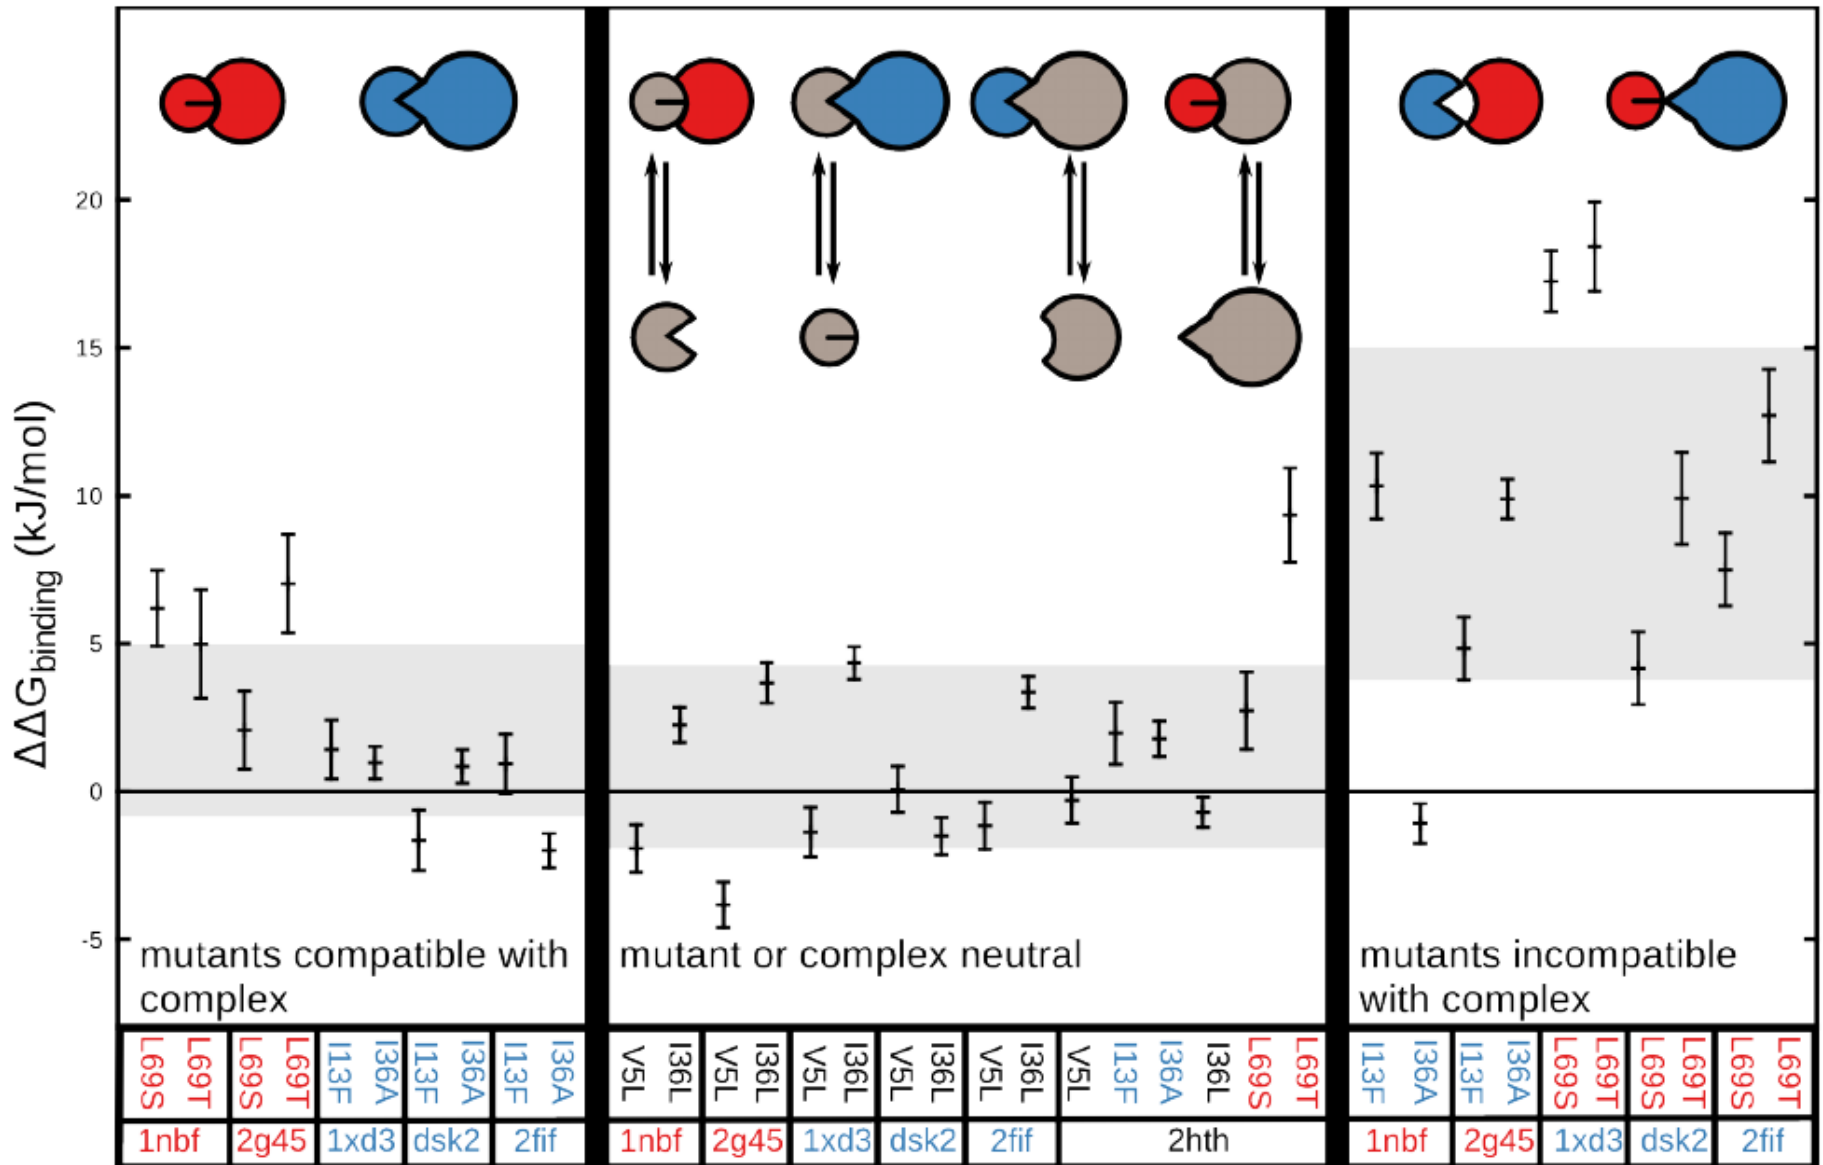 20
15
10
5
0
-5
ΔΔGbinding (kJ/mol)
mutants compatible with
complex
mutant or complex neutral
mutants incompatible
with complex
L69S L69T L69S L69T I13F I36A I13F I36A I13F I36A
V5L I36L V5L I36L V5L I36L V5L I36L V5L I36L V5L I13F I36A I36L L69S L69T
I13F I36A I13F I36A L69S L69T L69S L69T L69S L69T
1nbf 2g45 1xd3 dsk2 2fif
1nbf 2g45 1xd3 dsk2 2fif 2hth
1nbf 2g45 1xd3 dsk2 2fif